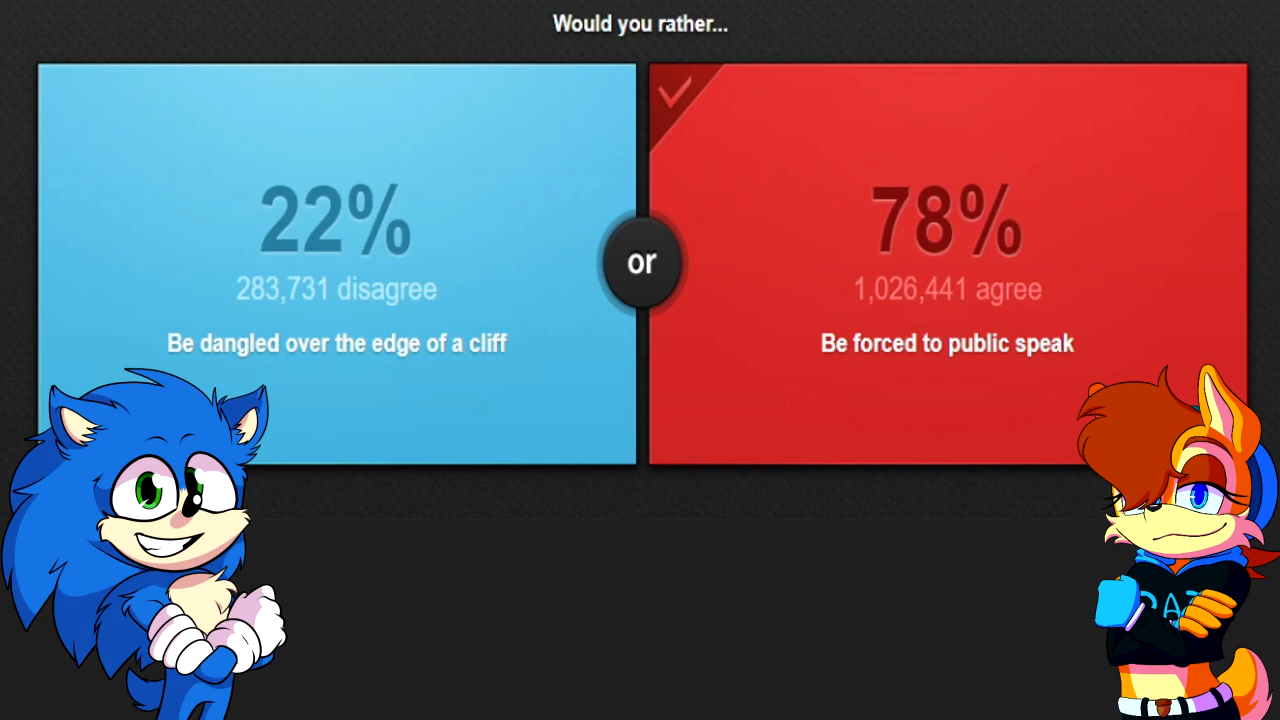 Would you rather...
22%
283,731 disagree
Be dangled over the edge of a cliff
or
78%
1,026,441 agree
Be forced to public speak